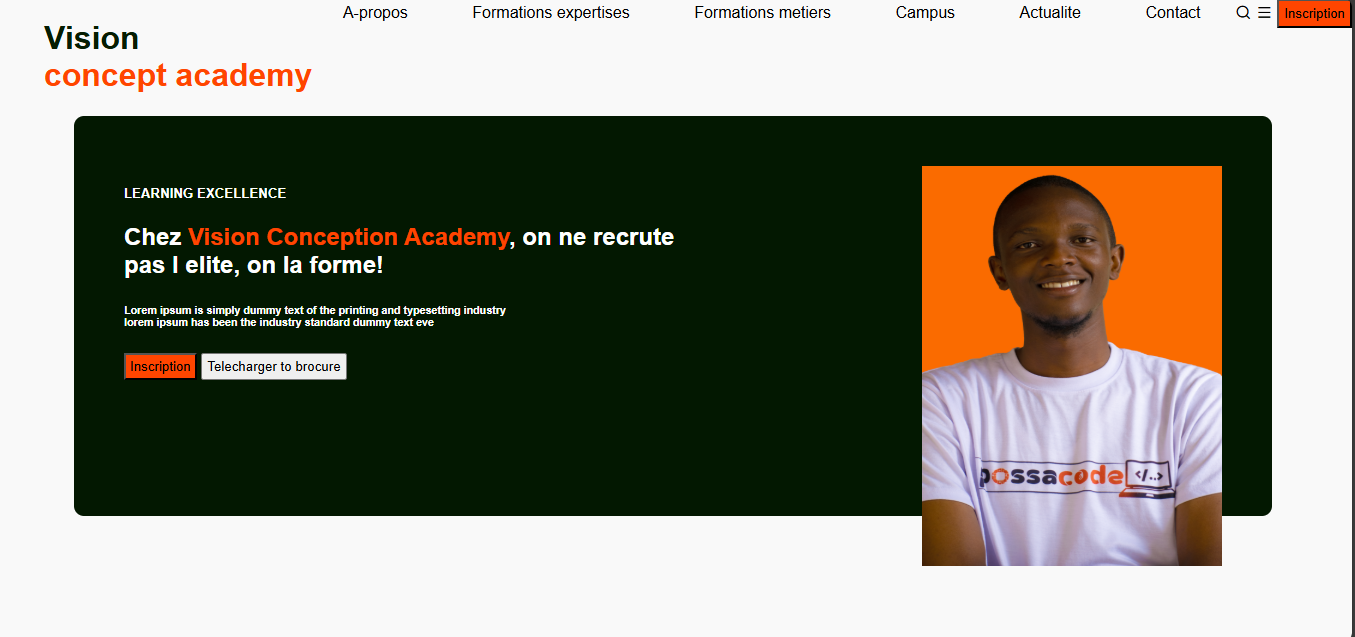 A-propos Formations expertises Formations metiers Campus Actualite Contact Inscription
Vision
concept academy
LEARNING EXCELLENCE
Chez Vision Conception Academy, on ne recrute
pas l elite, on la forme!
Lorem ipsum is simply dummy text of the printing and typesetting industry
lorem ipsum has been the industry standard dummy text eve
Inscription Telecharger to brocure
possacode </..>